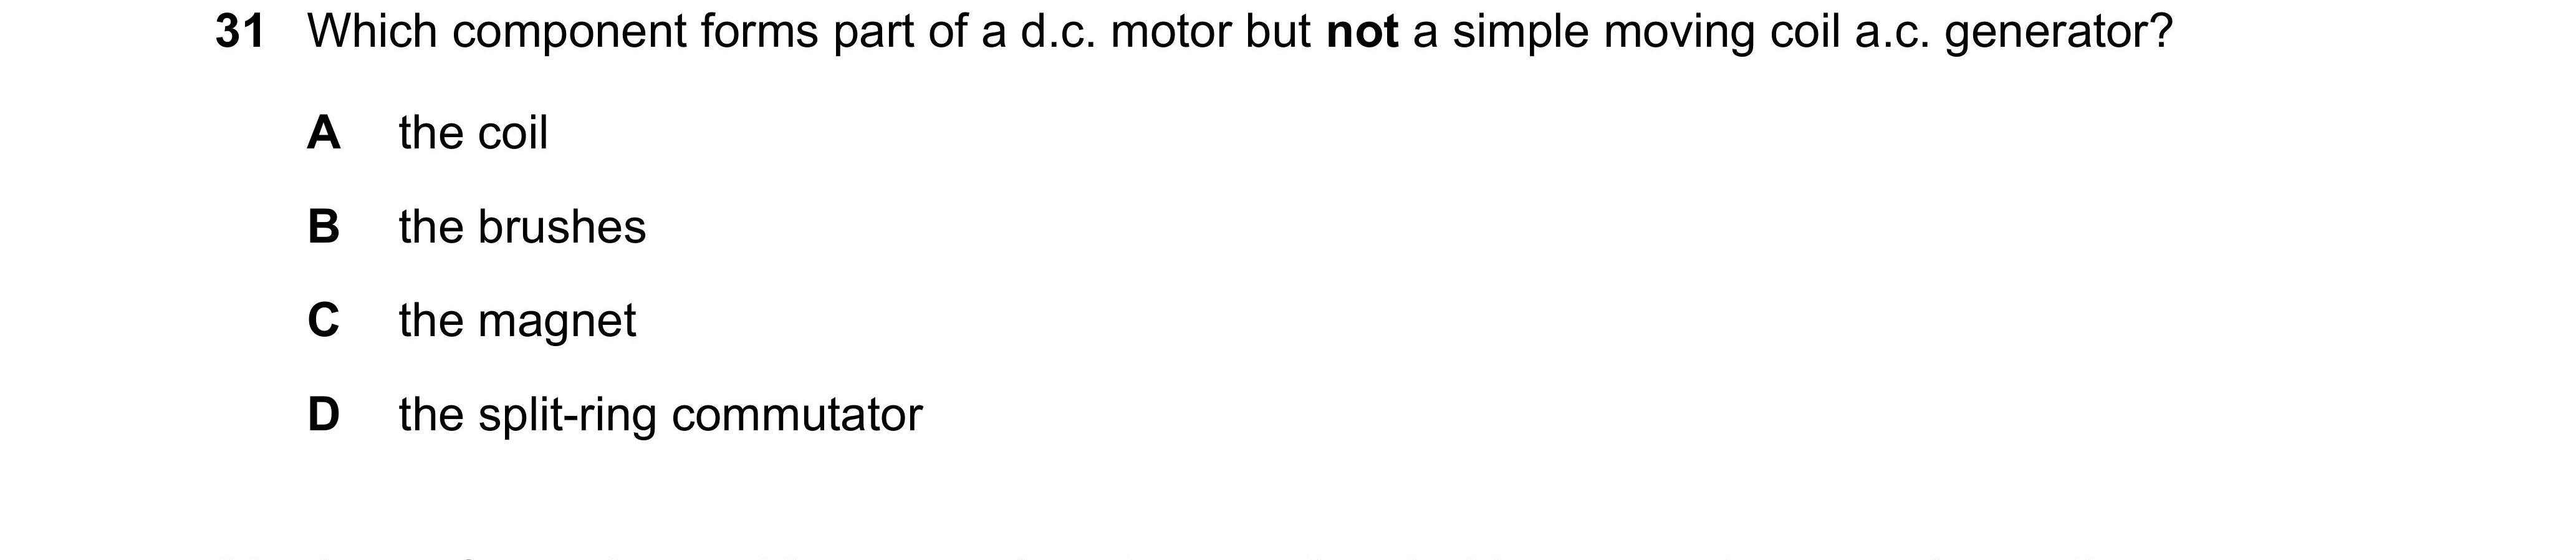 31 Which component forms part of a d.c. motor but not a simple moving coil a.c. generator?
A the coil
B the brushes
C the magnet
D the split-ring commutator